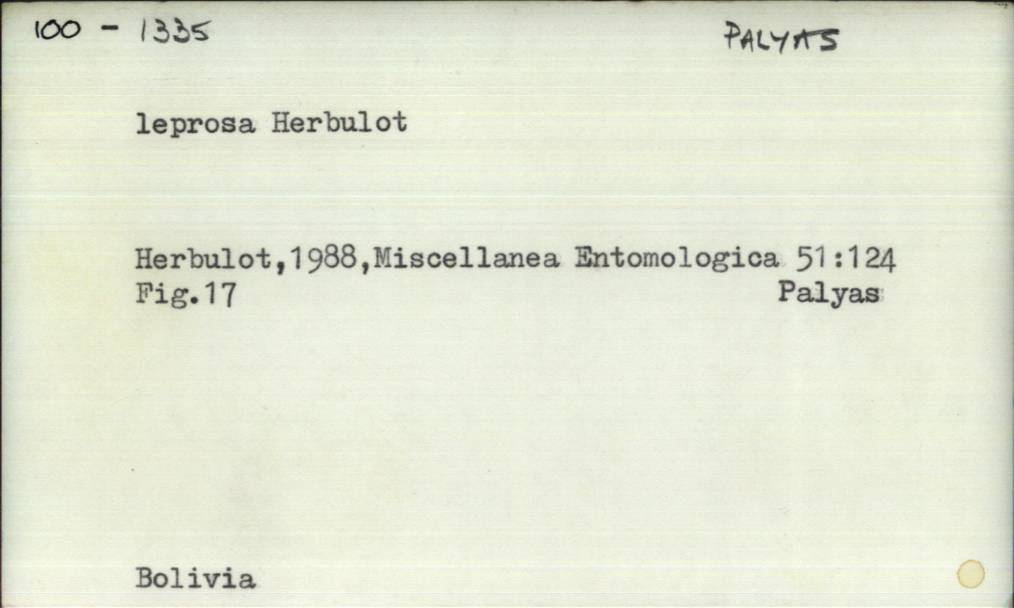 100 - 1335 PALYAS
leprosa Herbulot
Herbulot,1988,Miscellanea Entomologica 51:124
Fig.17 Palyas
Bolivia